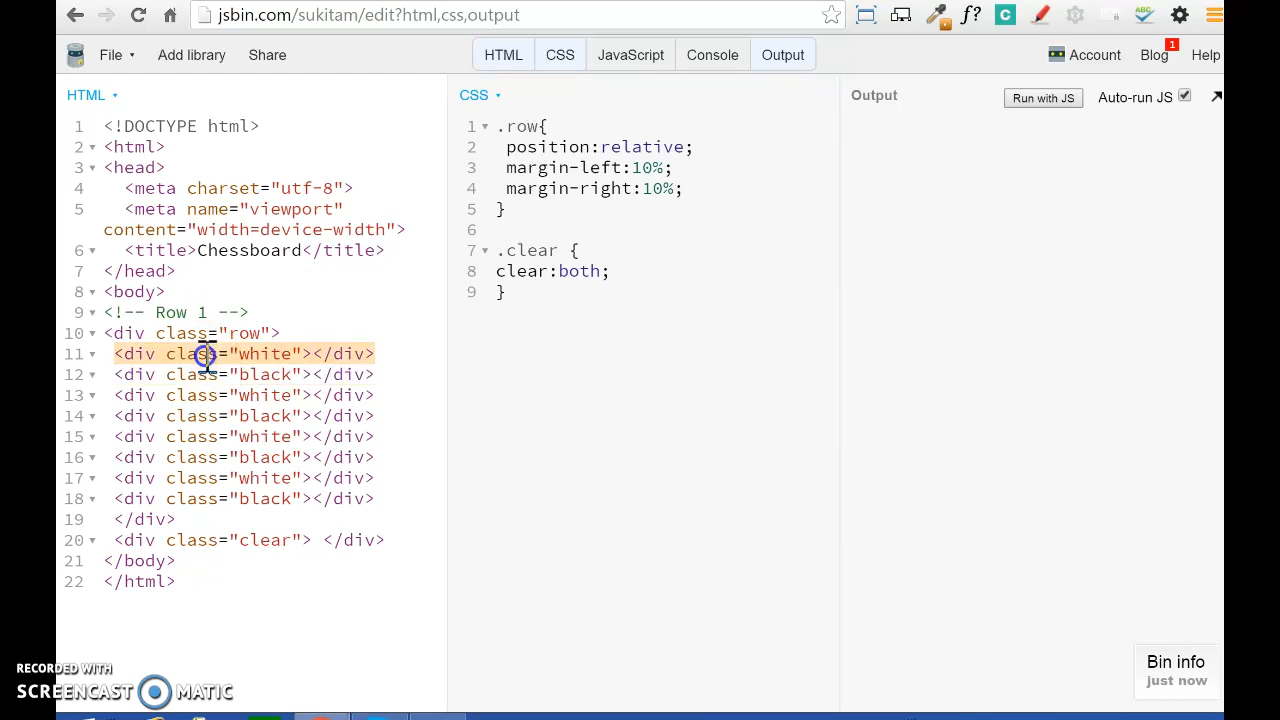 jsbin.com/sukitam/edit?html,css,output
f?
C
ABC
File
Add library
Share
HTML
CSS
JavaScript
Console
Output
Account
Blog
1
Help
HTML
1 <!DOCTYPE html>
2 <html>
3 <head>
4 <meta charset="utf-8">
5 <meta name="viewport"
content="width=device-width">
6 <title>Chessboard</title>
7 </head>
8 <body>
9 <!-- Row 1 -->
10 <div class="row">
11 <div class="white"></div>
12 <div class="black"></div>
13 <div class="white"></div>
14 <div class="black"></div>
15 <div class="white"></div>
16 <div class="black"></div>
17 <div class="white"></div>
18 <div class="black"></div>
19 </div>
20 <div class="clear"> </div>
21 </body>
22 </html>
CSS
1 .row{
2 position:relative;
3 margin-left:10%;
4 margin-right:10%;
5 }
6
7 .clear {
8 clear:both;
9 }
Output
Run with JS
Auto-run JS
Bin info
just now
RECORDED WITH
SCREENCAST MATIC